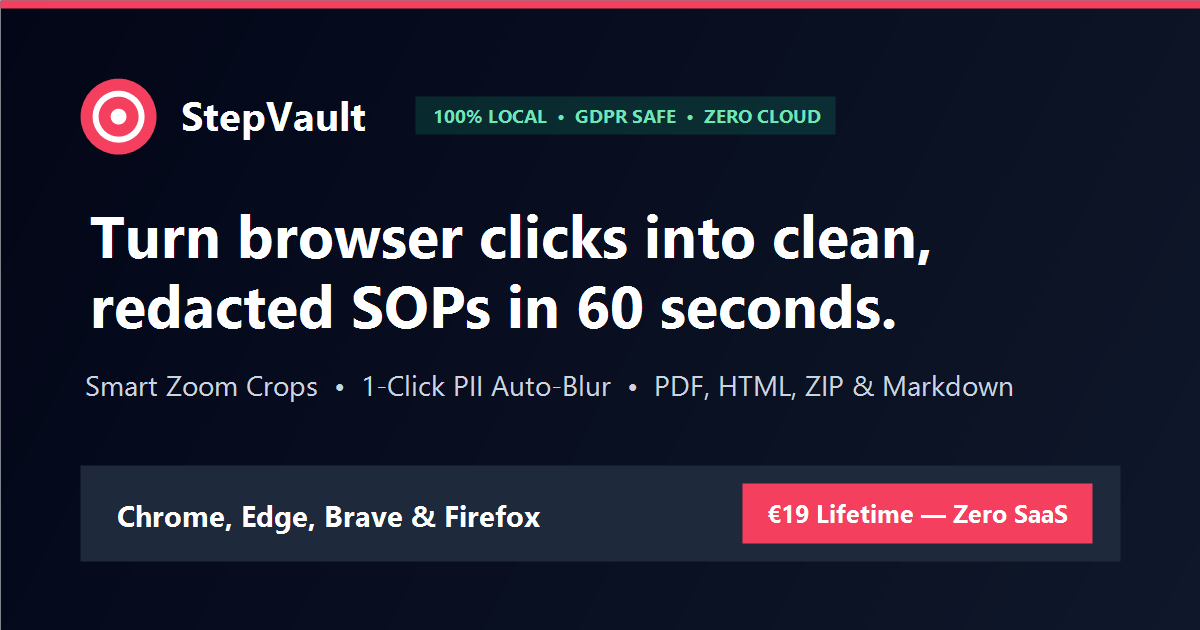 StepVault
100% LOCAL • GDPR SAFE • ZERO CLOUD
Turn browser clicks into clean,
redacted SOPs in 60 seconds.
Smart Zoom Crops • 1-Click PII Auto-Blur • PDF, HTML, ZIP & Markdown
Chrome, Edge, Brave & Firefox
€19 Lifetime — Zero SaaS